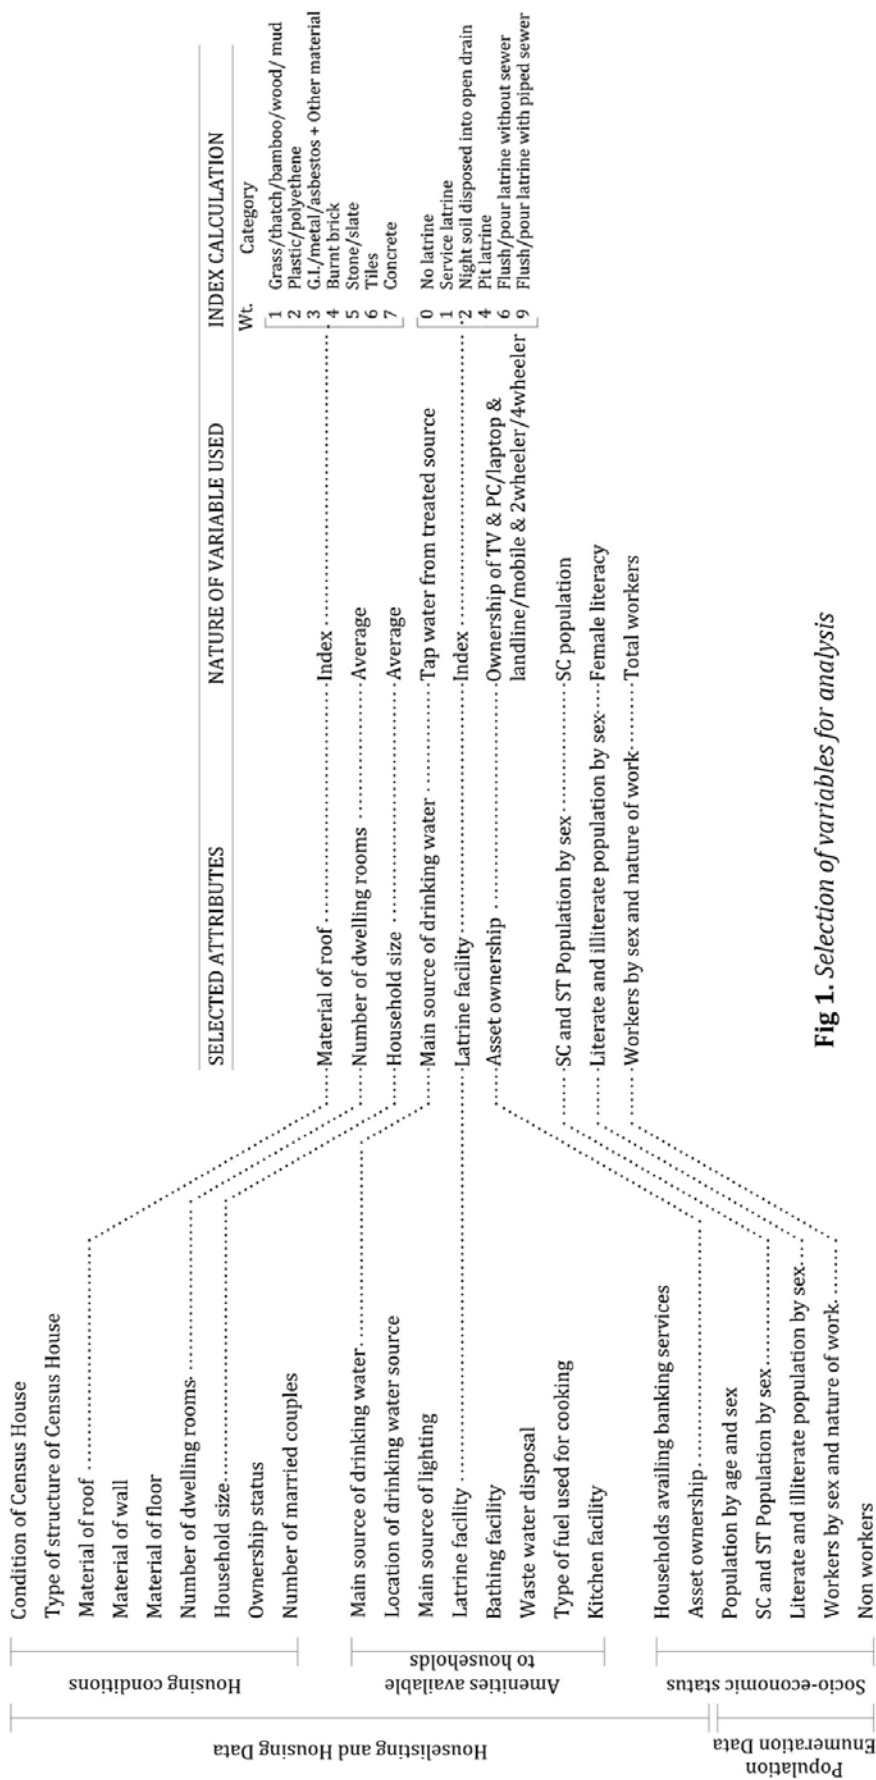 Houselisting and Housing Data
Population
Enumeration Data
Housing conditions
Amenities available
to households
Socio-economic status
Condition of Census House
Type of structure of Census House
Material of roof
Material of wall
Material of floor
Number of dwelling rooms
Household size
Ownership status
Number of married couples
Main source of drinking water
Location of drinking water source
Main source of lighting
Latrine facility
Bathing facility
Waste water disposal
Type of fuel used for cooking
Kitchen facility
Households availing banking services
Asset ownership
Population by age and sex
SC and ST Population by sex
Literate and illiterate population by sex
Workers by sex and nature of work
Non workers
SELECTED ATTRIBUTES
Material of roof
Number of dwelling rooms
Household size
Main source of drinking water
Latrine facility
Asset ownership
SC and ST Population by sex
Literate and illiterate population by sex
Workers by sex and nature of work
NATURE OF VARIABLE USED
Index
Average
Average
Tap water from treated source
Index
Ownership of TV & PC/laptop &
landline/mobile & 2wheeler/4wheeler
SC population
Female literacy
Total workers
INDEX CALCULATION
Wt. Category
1 Grass/thatch/bamboo/wood/ mud
2 Plastic/polyethene
3 G.I./metal/asbestos + Other material
4 Burnt brick
5 Stone/slate
6 Tiles
7 Concrete
0 No latrine
1 Service latrine
2 Night soil disposed into open drain
4 Pit latrine
6 Flush/pour latrine without sewer
9 Flush/pour latrine with piped sewer
Fig 1. Selection of variables for analysis